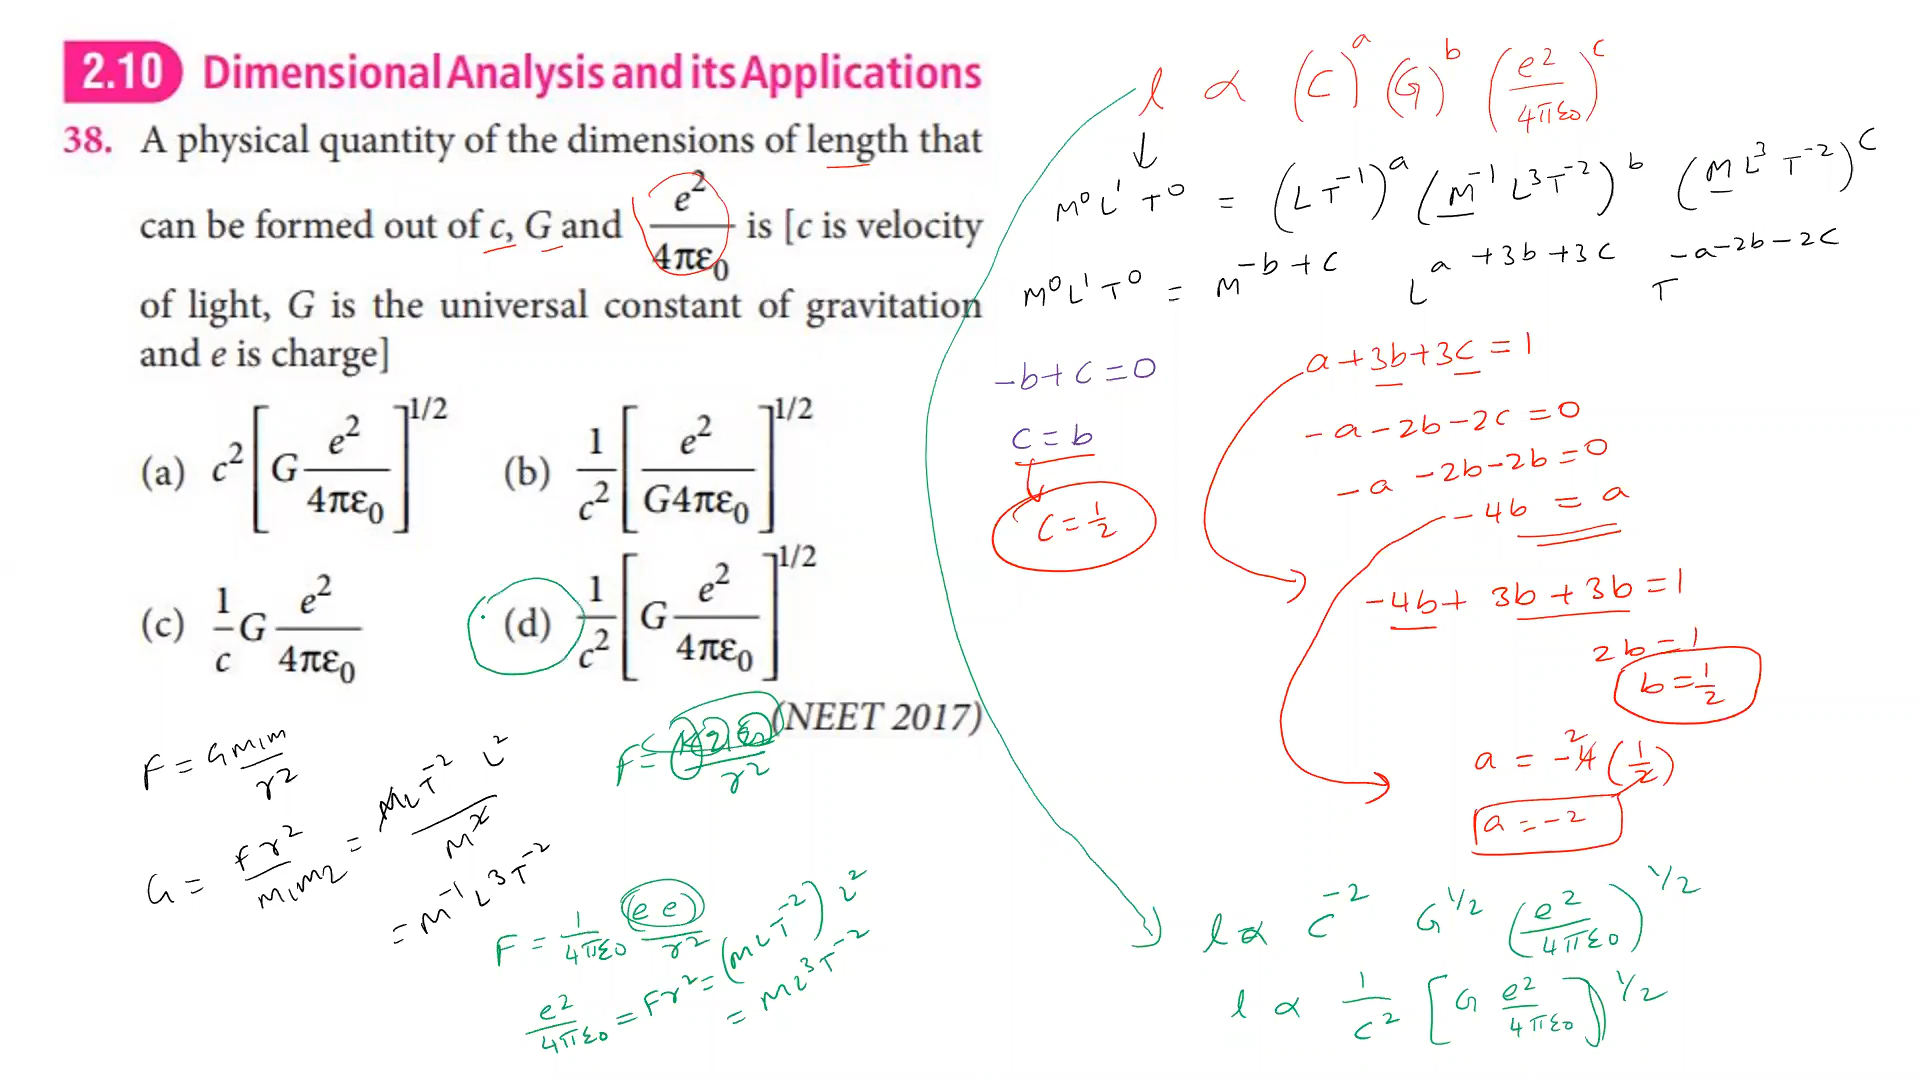 2.10 Dimensional Analysis and its Applications
38. A physical quantity of the dimensions of length that
can be formed out of c, G and e²/4πε₀ is [c is velocity
of light, G is the universal constant of gravitation
and e is charge]
(a) c²[G e²/4πε₀]^1/2
(b) 1/c² [e²/G4πε₀]^1/2
(c) 1/c G e²/4πε₀
(d) 1/c² [G e²/4πε₀]^1/2
(NEET 2017)
F = G m₁m/r²
G = Fr²/m₁m₂ = MLT⁻² L²/M²
= M⁻¹L³T⁻²
F = 1/4πε₀ ee/r²
e²/4πε₀ = Fr² = (MLT⁻²) L²
= ML³T⁻²
l ∝ (C)^a (G)^b (e²/4πε₀)^c
M⁰L¹T⁰ = (LT⁻¹)^a (M⁻¹L³T⁻²)^b (ML³T⁻²)^c
M⁰L¹T⁰ = M^-b+c L^a+3b+3c T^-a-2b-2c
-b+c=0
c=b
c=1/2
a+3b+3c=1
-a-2b-2c=0
-a-2b-2b=0
-4b = a
-4b+3b+3b=1
2b=1
b=1/2
a = -4(1/2)
a=-2
l ∝ C⁻² G^1/2 (e²/4πε₀)^1/2
l ∝ 1/c² [G e²/4πε₀]^1/2